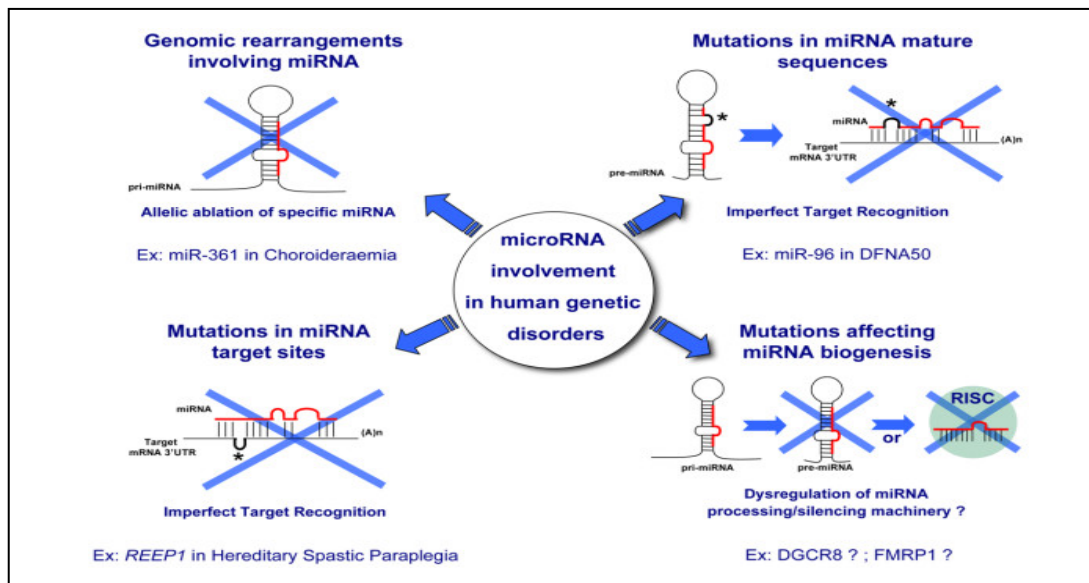 Genomic rearrangements
involving miRNA
pri-miRNA
Allelic ablation of specific miRNA
Ex: miR-361 in Choroideraemia
Mutations in miRNA mature
sequences
*
pre-miRNA
*
miRNA
Target
mRNA 3'UTR
(A)n
Imperfect Target Recognition
Ex: miR-96 in DFNA50
microRNA
involvement
in human genetic
disorders
Mutations in miRNA
target sites
miRNA
Target
mRNA 3'UTR
*
(A)n
Imperfect Target Recognition
Ex: REEP1 in Hereditary Spastic Paraplegia
Mutations affecting
miRNA biogenesis
pri-miRNA
pre-miRNA
or
RISC
Dysregulation of miRNA
processing/silencing machinery ?
Ex: DGCR8 ? ; FMRP1 ?